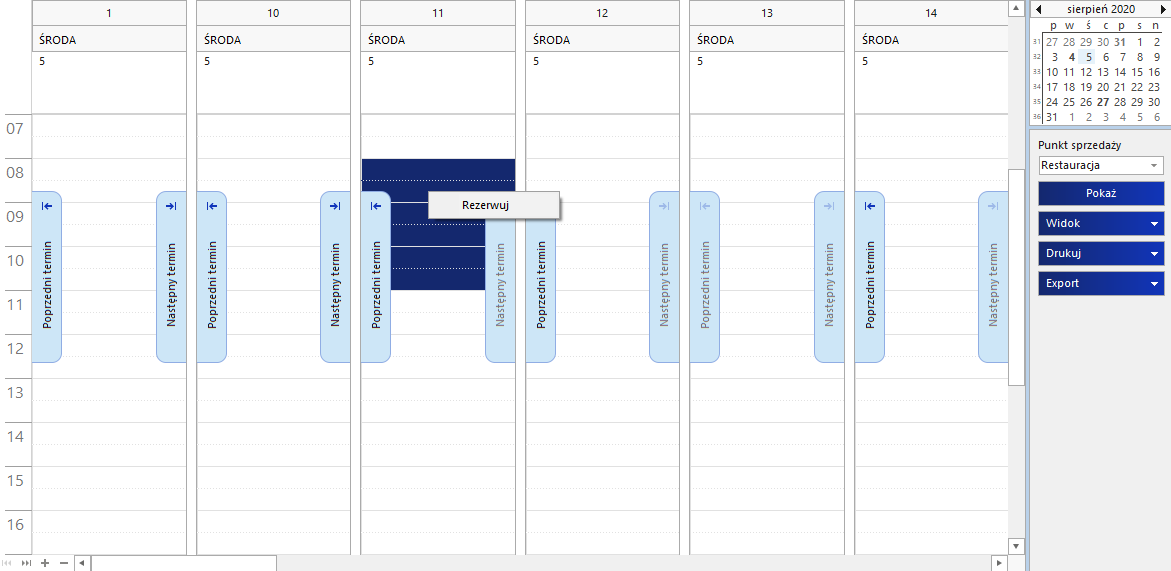 1 10 11 12 13 14
ŚRODA ŚRODA ŚRODA ŚRODA ŚRODA ŚRODA
5 5 5 5 5 5
07
08
09
10
11
12
13
14
15
16
Poprzedni termin
Następny termin
Poprzedni termin
Następny termin
Poprzedni termin
Następny termin
Poprzedni termin
Następny termin
Poprzedni termin
Następny termin
Poprzedni termin
Następny termin
Rezerwuj
sierpień 2020
p w ś c p s n
31 27 28 29 30 31 1 2
32 3 4 5 6 7 8 9
33 10 11 12 13 14 15 16
34 17 18 19 20 21 22 23
35 24 25 26 27 28 29 30
36 31 1 2 3 4 5 6
Punkt sprzedaży
Restauracja
Pokaż
Widok
Drukuj
Export